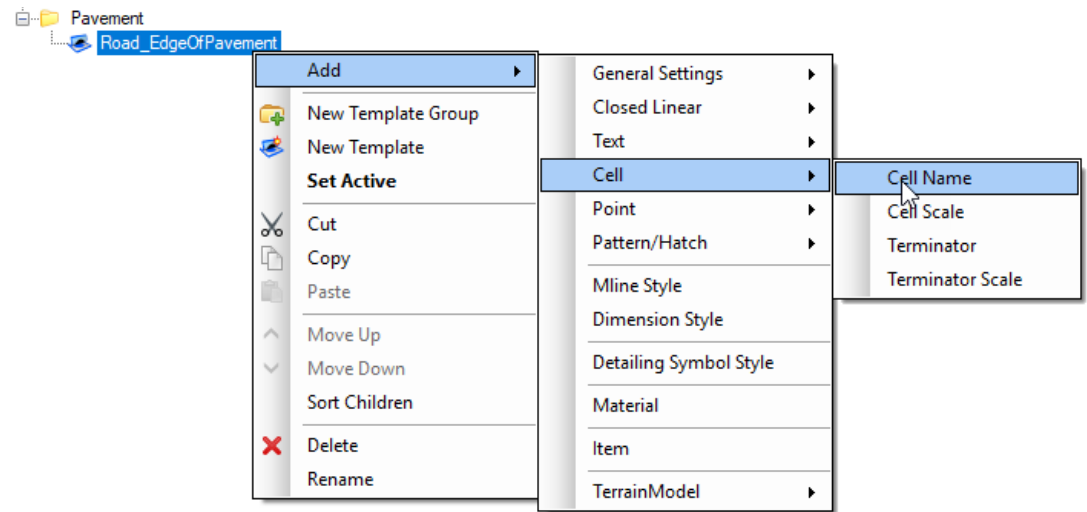 Pavement
Road_EdgeOfPavement
Add
New Template Group
New Template
Set Active
Cut
Copy
Paste
Move Up
Move Down
Sort Children
Delete
Rename
General Settings
Closed Linear
Text
Cell
Point
Pattern/Hatch
Mline Style
Dimension Style
Detailing Symbol Style
Material
Item
TerrainModel
Cell Name
Cell Scale
Terminator
Terminator Scale